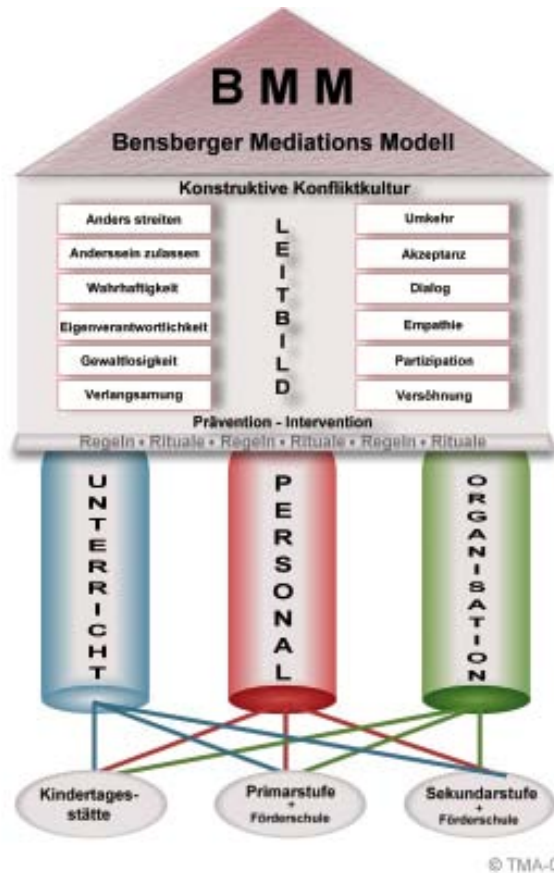 BMM
Bensberger Mediations Modell
Konstruktive Konfliktkultur
Anders streiten
Anderssein zulassen
Wahrhaftigkeit
Eigenverantwortlichkeit
Gewaltlosigkeit
Verlangsamung
LEITBILD
Umkehr
Akzeptanz
Dialog
Empathie
Partizipation
Versöhnung
Prävention - Intervention
Regeln • Rituale • Regeln • Rituale • Regeln • Rituale
UNTERRICHT
PERSONAL
ORGANISATION
Kindertages-
stätte
Primarstufe
+
Förderschule
Sekundarstufe
+
Förderschule